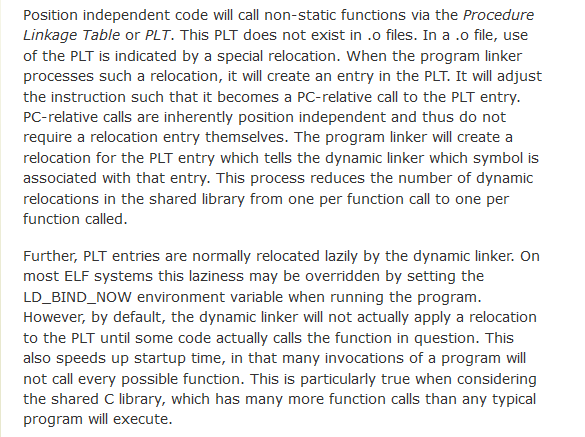 Position independent code will call non-static functions via the Procedure
Linkage Table or PLT. This PLT does not exist in .o files. In a .o file, use
of the PLT is indicated by a special relocation. When the program linker
processes such a relocation, it will create an entry in the PLT. It will adjust
the instruction such that it becomes a PC-relative call to the PLT entry.
PC-relative calls are inherently position independent and thus do not
require a relocation entry themselves. The program linker will create a
relocation for the PLT entry which tells the dynamic linker which symbol is
associated with that entry. This process reduces the number of dynamic
relocations in the shared library from one per function call to one per
function called.
Further, PLT entries are normally relocated lazily by the dynamic linker. On
most ELF systems this laziness may be overridden by setting the
LD_BIND_NOW environment variable when running the program.
However, by default, the dynamic linker will not actually apply a relocation
to the PLT until some code actually calls the function in question. This
also speeds up startup time, in that many invocations of a program will
not call every possible function. This is particularly true when considering
the shared C library, which has many more function calls than any typical
program will execute.